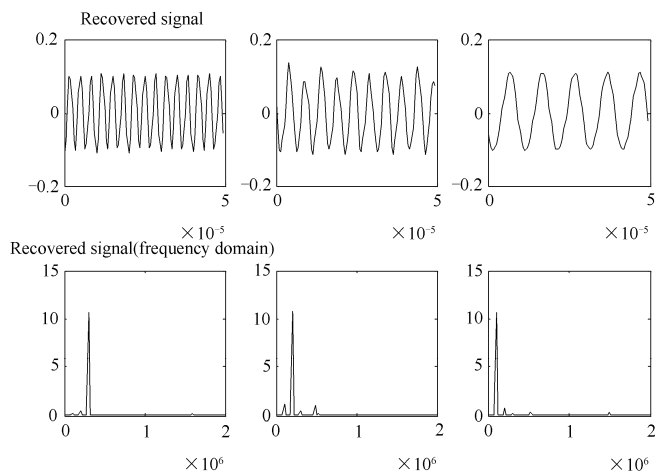 Recovered signal
0.2 0.2 0.2
0 0 0
−0.2 −0.2 −0.2
0 5 0 5 0 5
×10⁻⁵ ×10⁻⁵ ×10⁻⁵
Recovered signal(frequency domain)
15 15 15
10 10 10
5 5 5
0 0 0
0 1 2 0 1 2 0 1 2
×10⁶ ×10⁶ ×10⁶